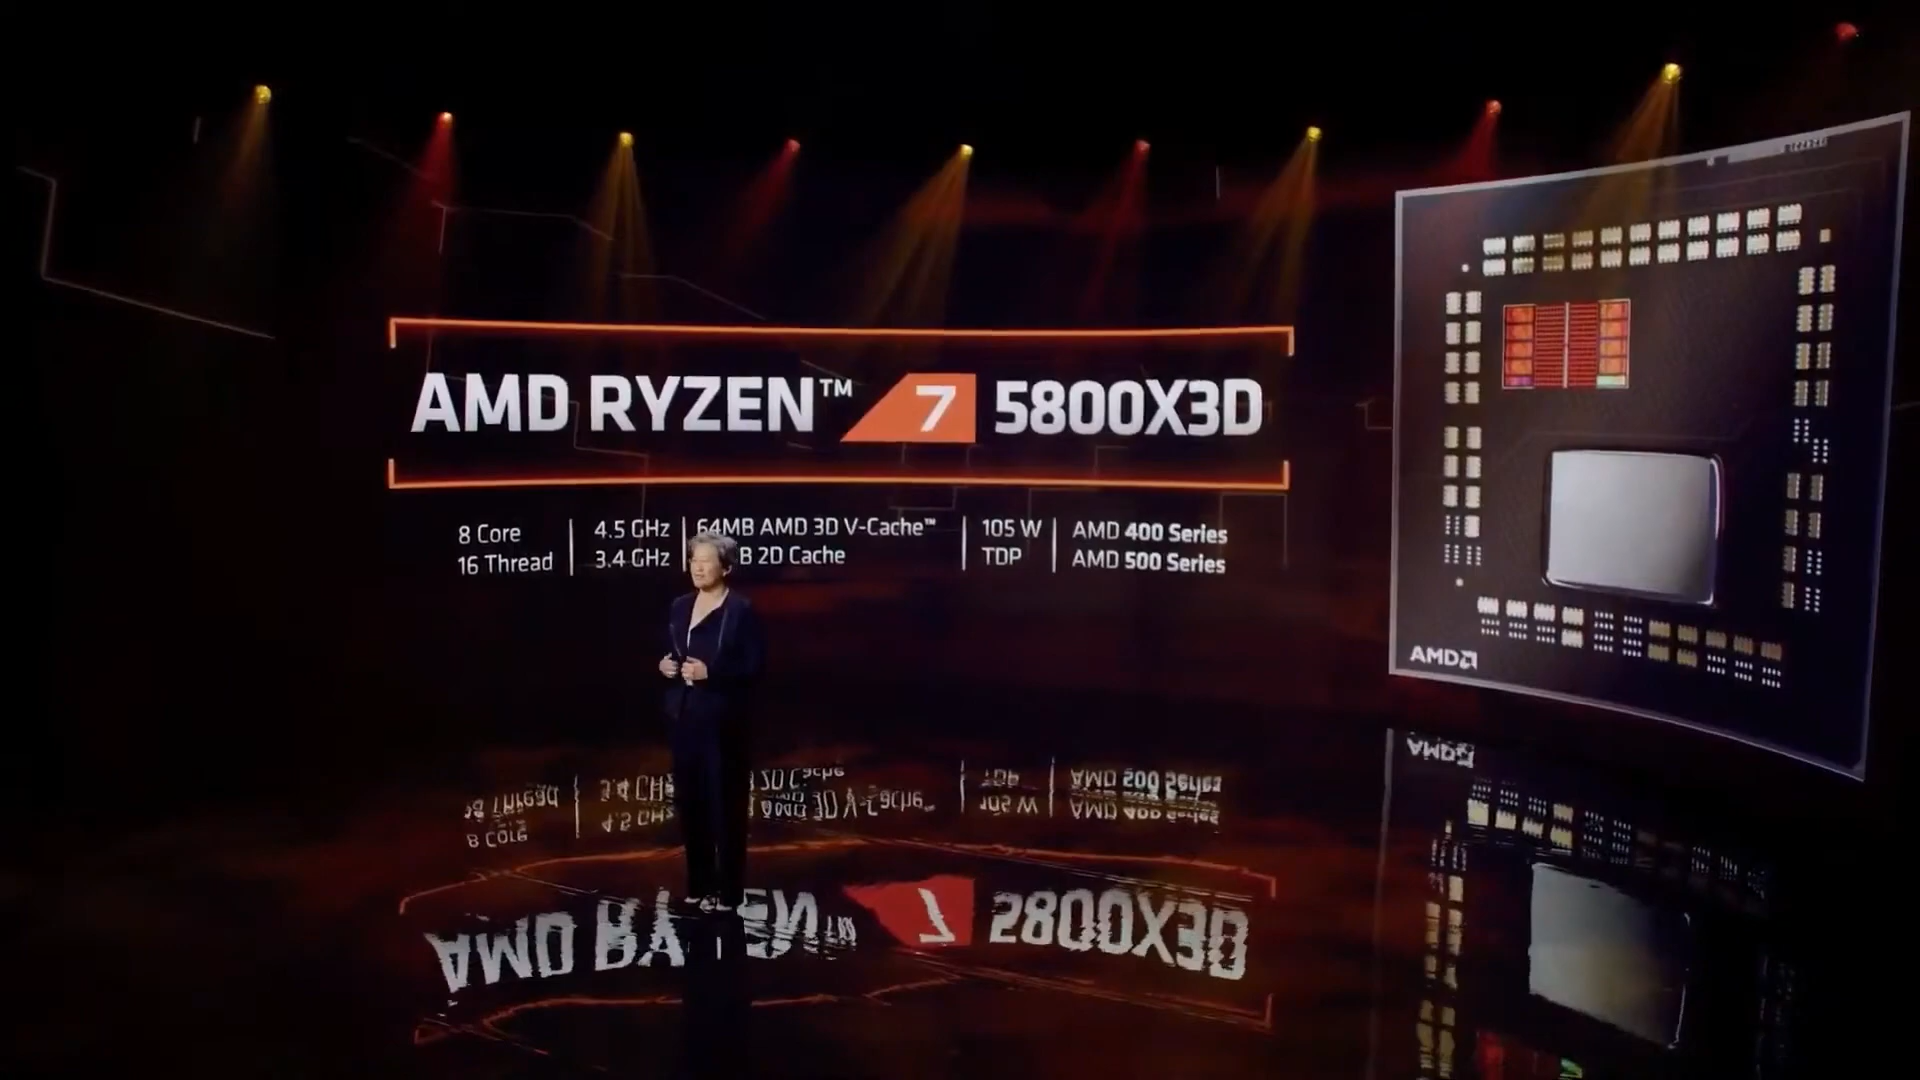 AMD RYZEN™ 7 5800X3D
8 Core
16 Thread
4.5 GHz
3.4 GHz
64MB AMD 3D V-Cache™
B 2D Cache
105 W
TDP
AMD 400 Series
AMD 500 Series
AMD